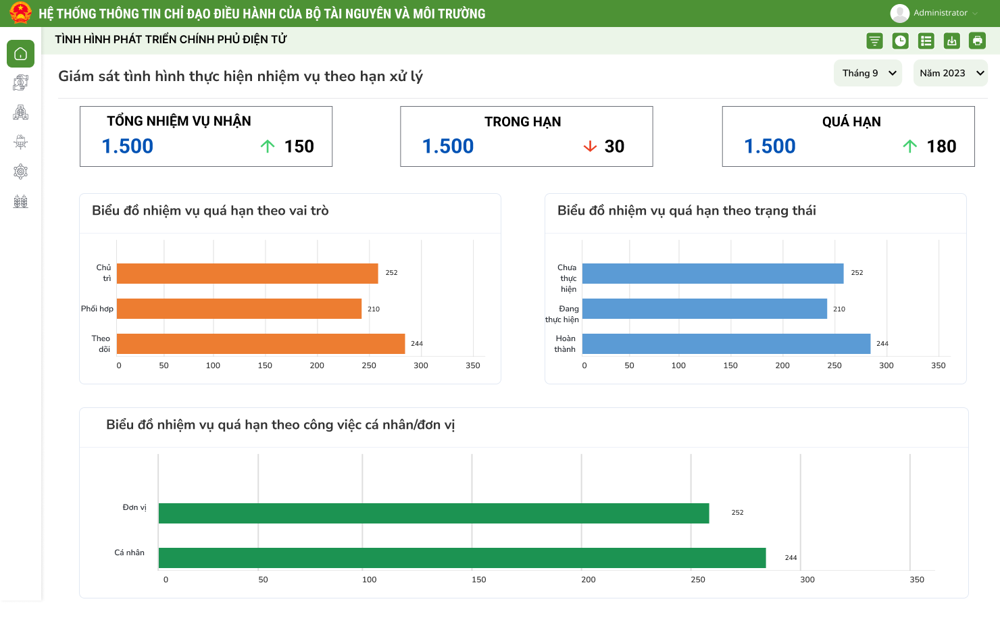 HỆ THỐNG THÔNG TIN CHỈ ĐẠO ĐIỀU HÀNH CỦA BỘ TÀI NGUYÊN VÀ MÔI TRƯỜNG
Administrator
TÌNH HÌNH PHÁT TRIỂN CHÍNH PHỦ ĐIỆN TỬ
Giám sát tình hình thực hiện nhiệm vụ theo hạn xử lý
Tháng 9
Năm 2023
TỔNG NHIỆM VỤ NHẬN
1.500
150
TRONG HẠN
1.500
30
QUÁ HẠN
1.500
180
Biểu đồ nhiệm vụ quá hạn theo vai trò
Chủ
trì
252
Phối hơp
210
Theo
dõi
244
0 50 100 150 200 250 300 350
Biểu đồ nhiệm vụ quá hạn theo trạng thái
Chưa
thực
hiện
252
Đang
thực hiện
210
Hoàn
thành
244
0 50 100 150 200 250 300 350
Biểu đồ nhiệm vụ quá hạn theo công việc cá nhân/đơn vị
Đơn vị
252
Cá nhân
244
0 50 100 150 200 250 300 350